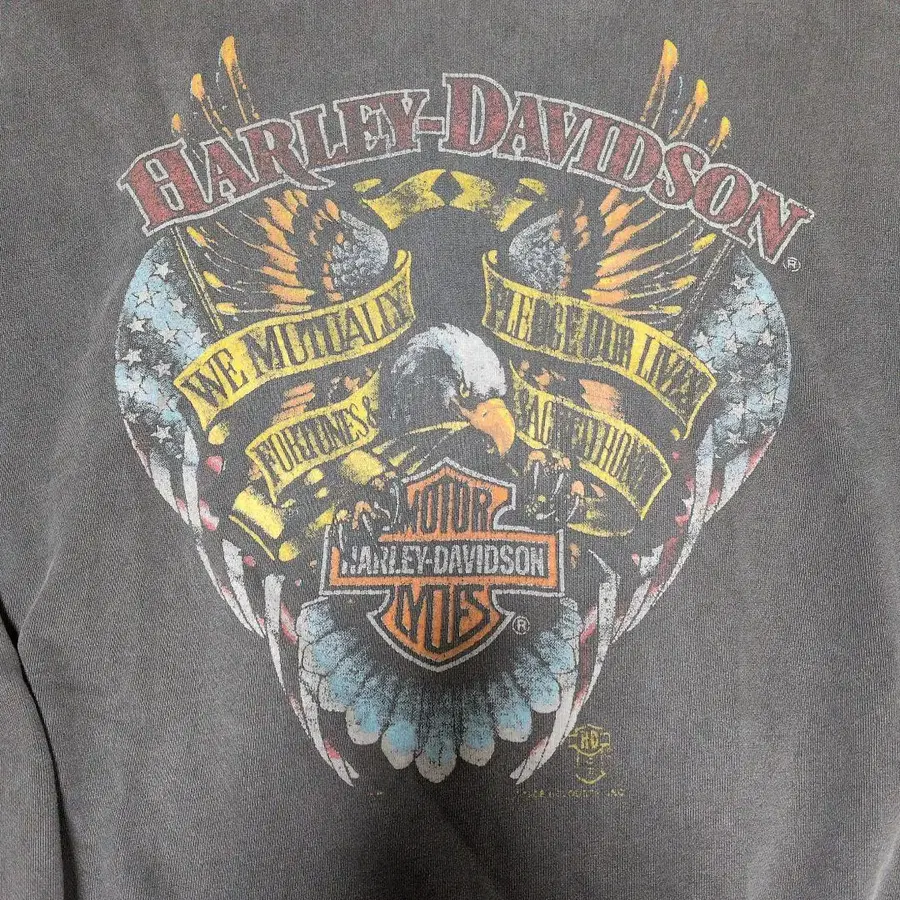 HARLEY-DAVIDSON
®
WE MUTUALLY
PLEDGE OUR LIVES
FORTUNES &
SACRED HONOR
MOTOR
HARLEY-DAVIDSON
CYCLES
®
H-D